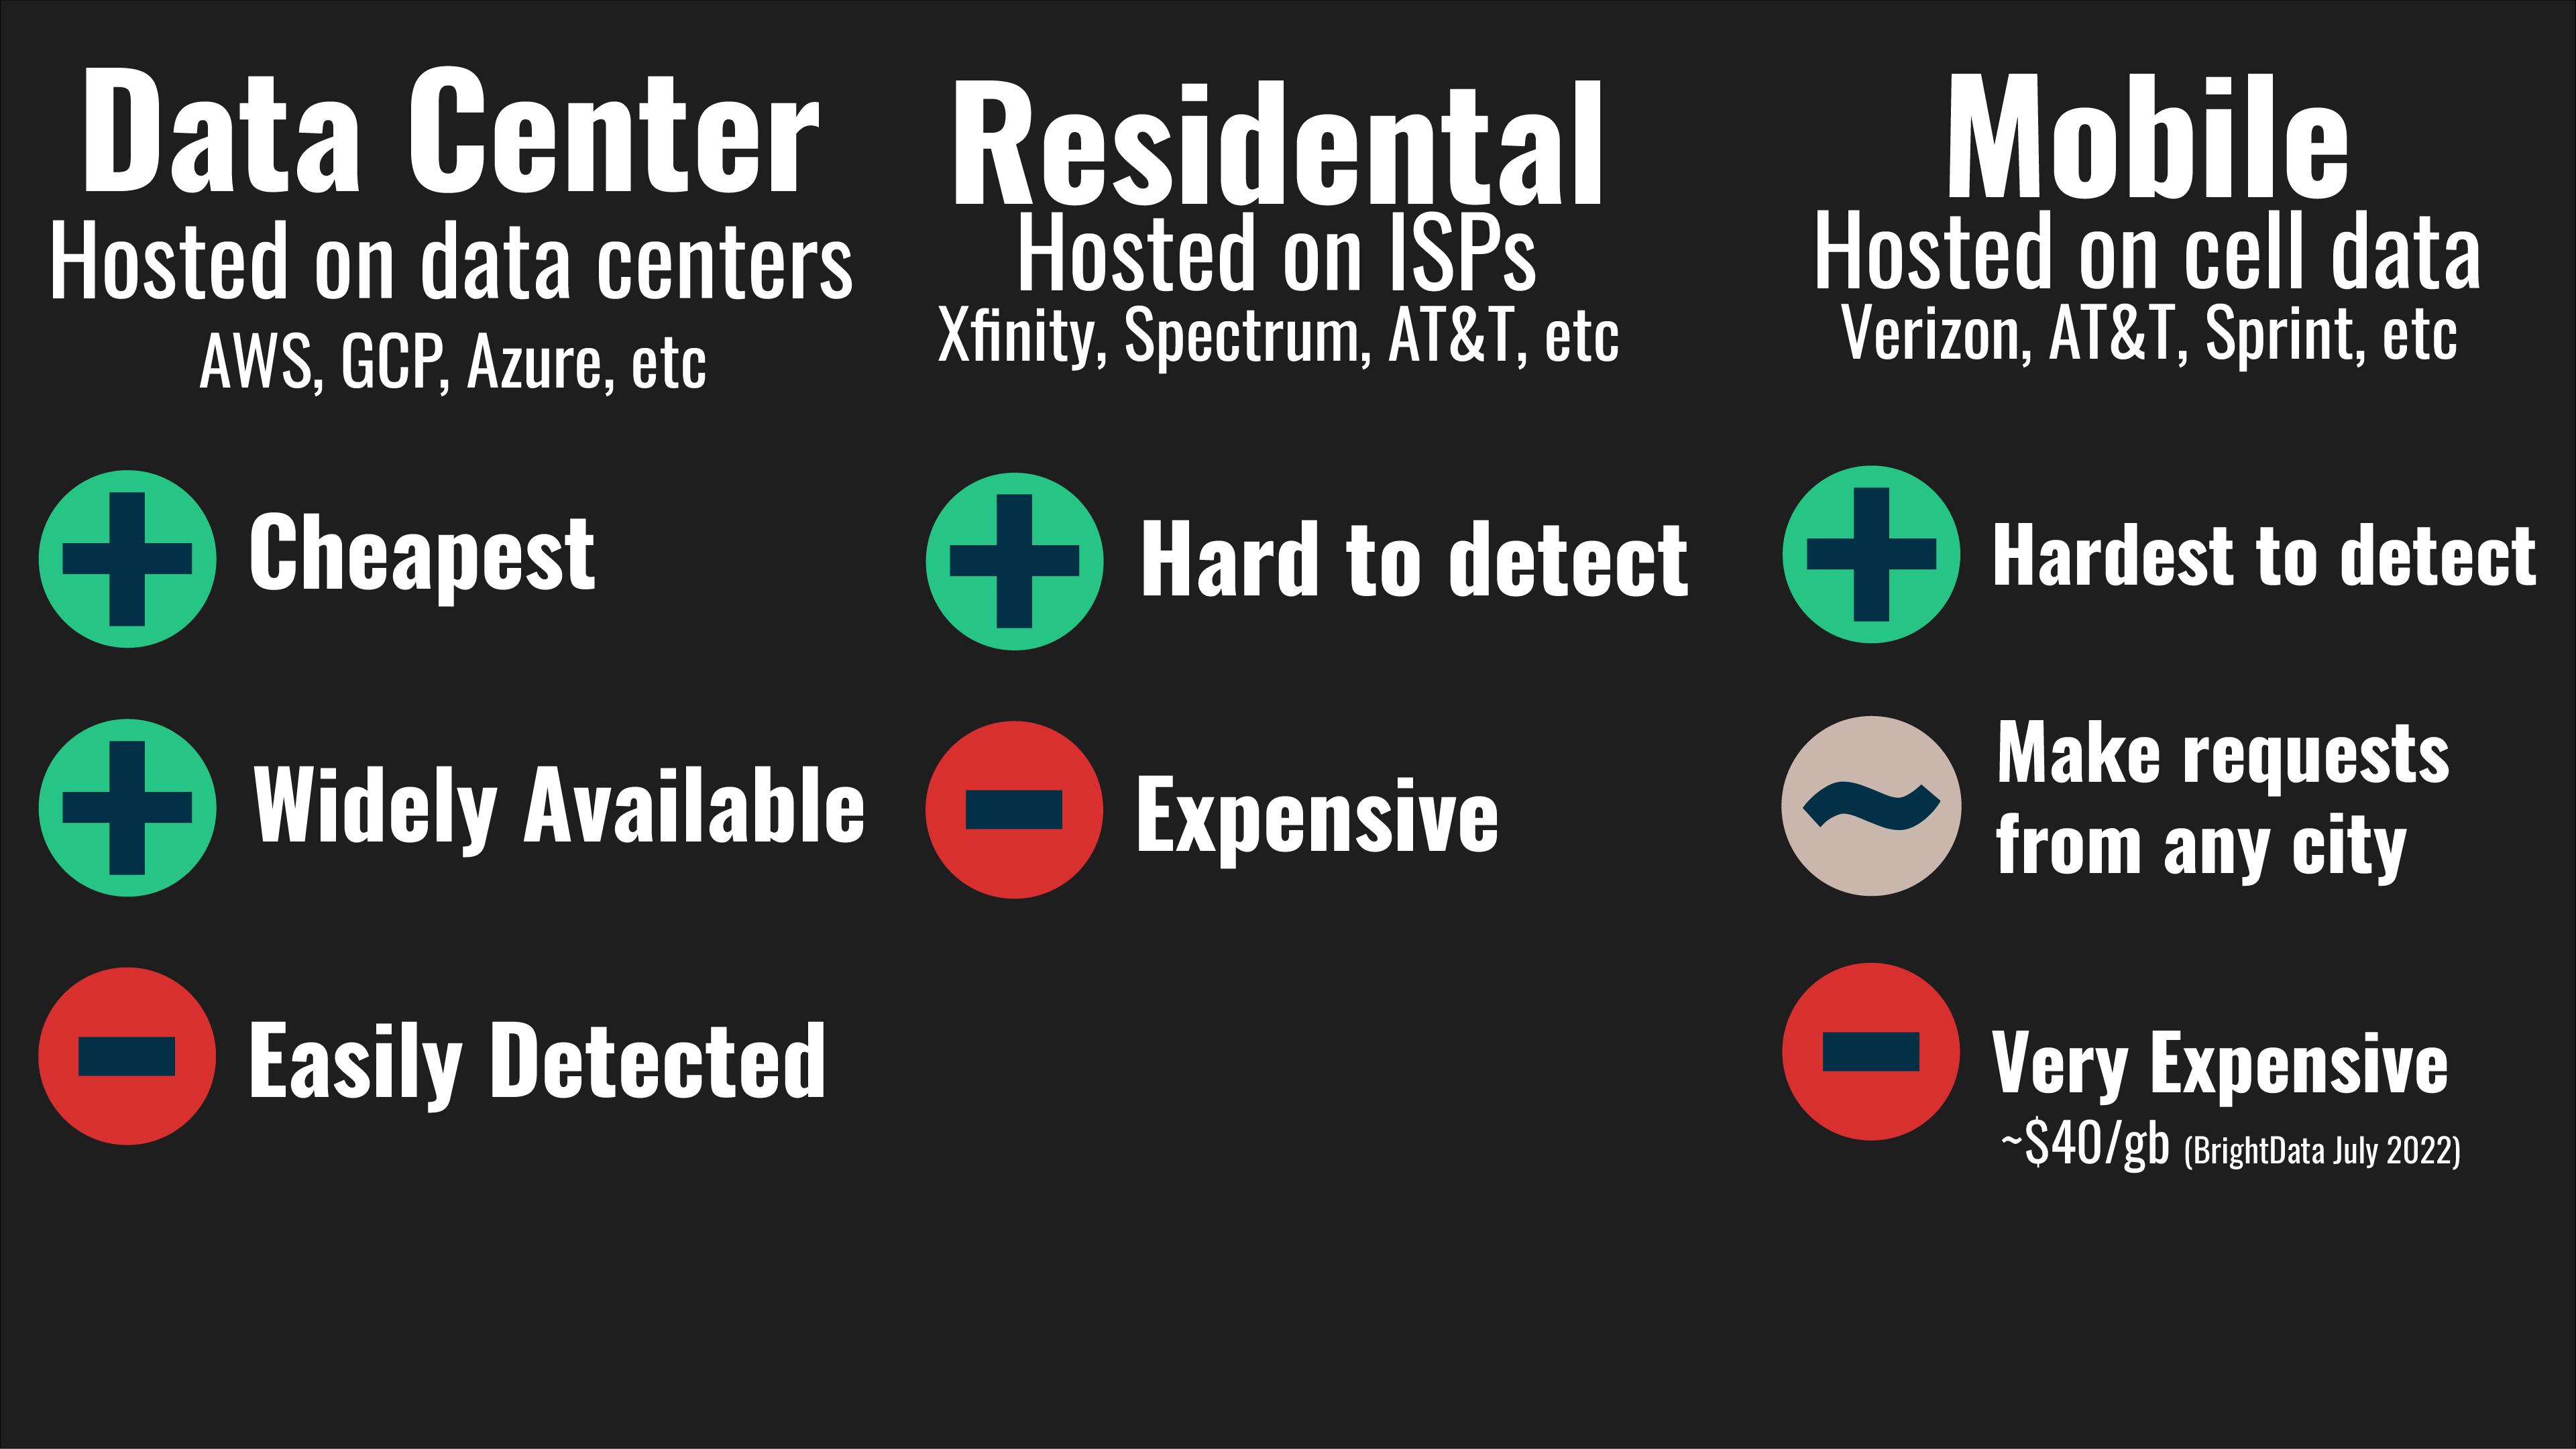 Data Center
Hosted on data centers
AWS, GCP, Azure, etc
Cheapest
Widely Available
Easily Detected
Residental
Hosted on ISPs
Xfinity, Spectrum, AT&T, etc
Hard to detect
Expensive
Mobile
Hosted on cell data
Verizon, AT&T, Sprint, etc
Hardest to detect
Make requests
from any city
Very Expensive
~$40/gb (BrightData July 2022)